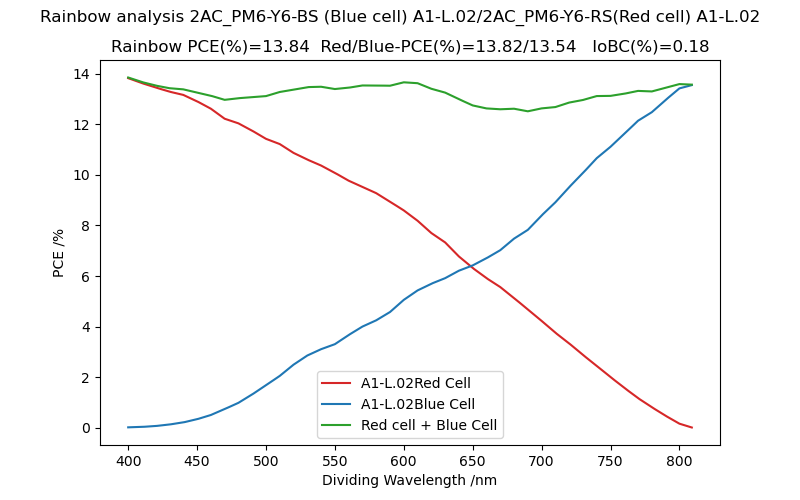 Rainbow analysis 2AC_PM6-Y6-BS (Blue cell) A1-L.02/2AC_PM6-Y6-RS(Red cell) A1-L.02
Rainbow PCE(%)=13.84  Red/Blue-PCE(%)=13.82/13.54   IoBC(%)=0.18
14
12
10
8
6
4
2
0
PCE /%
A1-L.02Red Cell
A1-L.02Blue Cell
Red cell + Blue Cell
400 450 500 550 600 650 700 750 800
Dividing Wavelength /nm